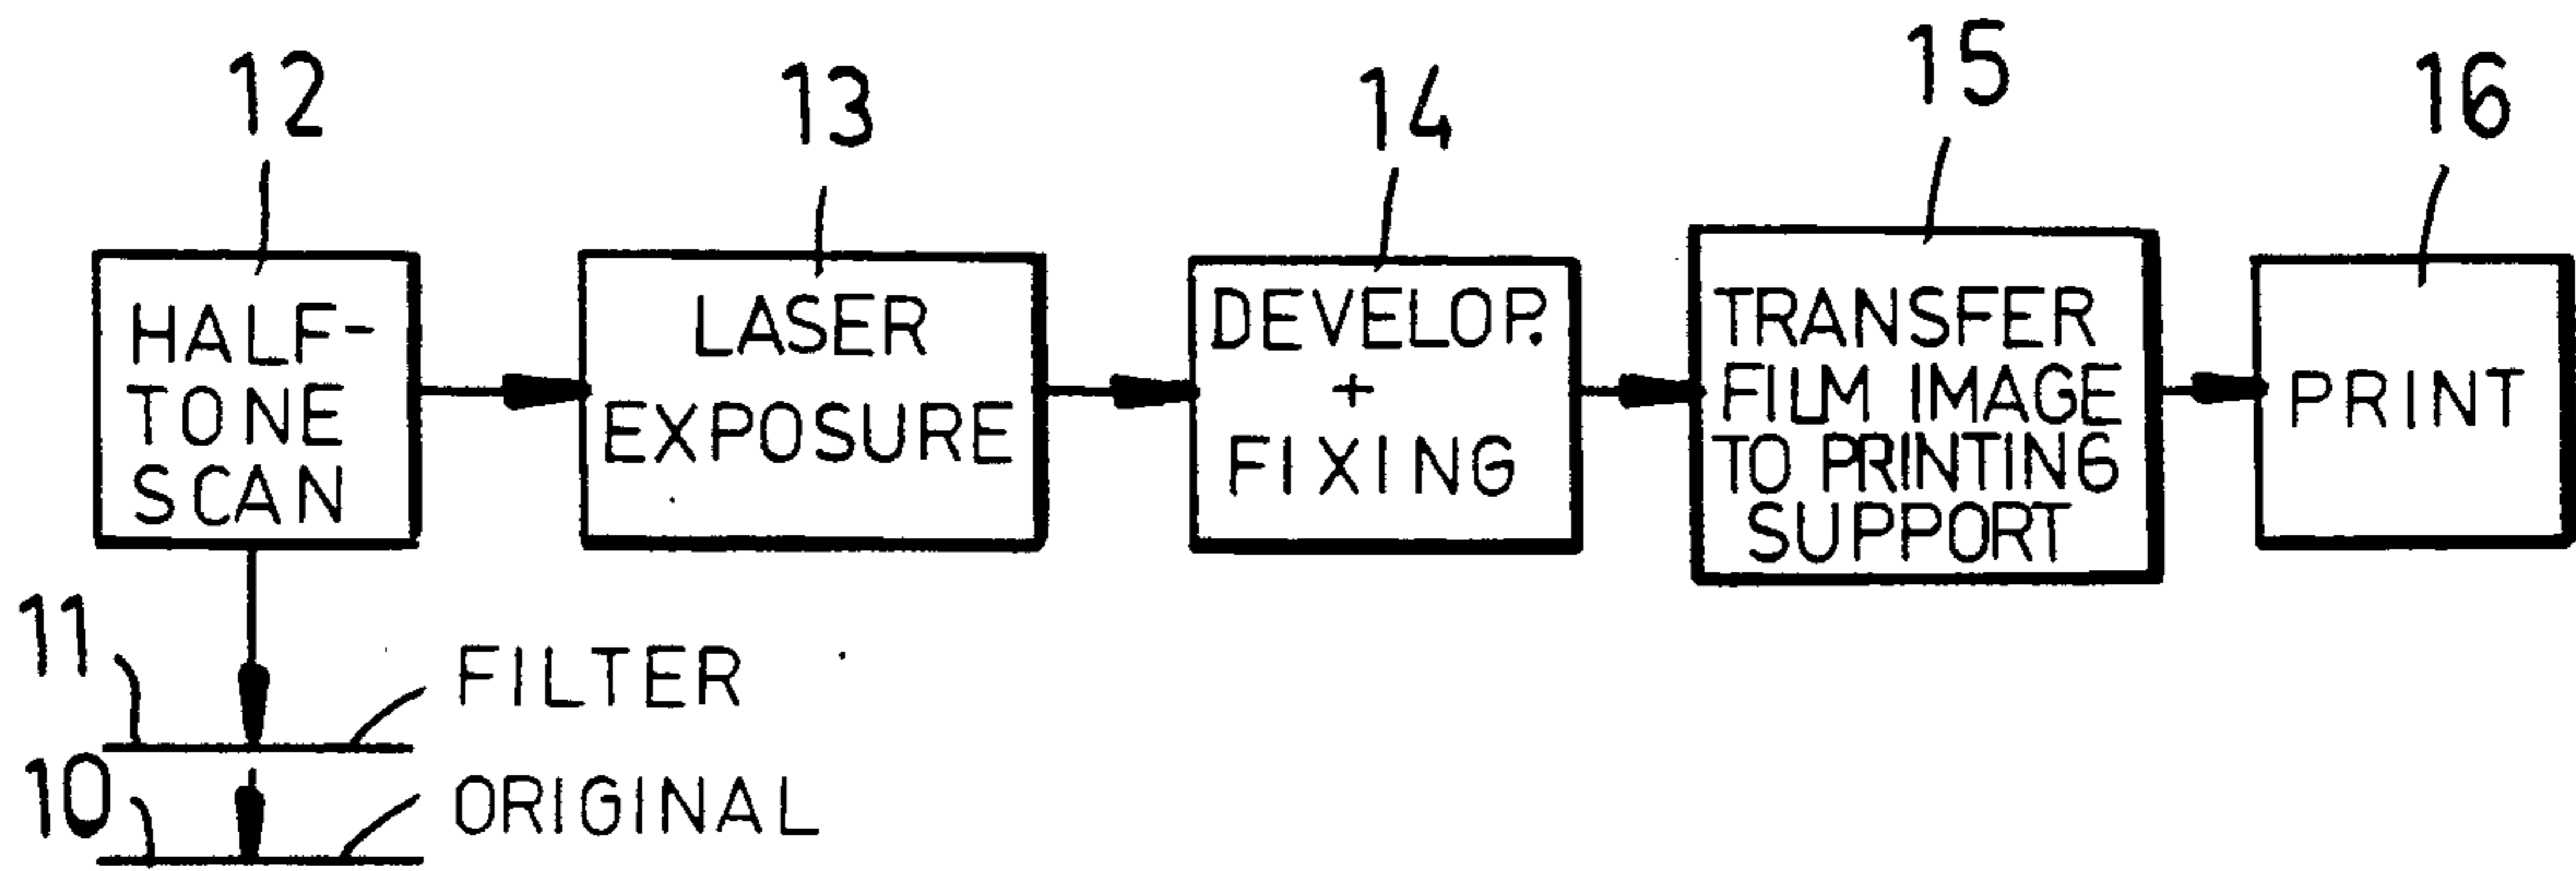 12
13
14
15
16
HALF-
TONE
SCAN
LASER
EXPOSURE
DEVELOP.
+
FIXING
TRANSFER
FILM IMAGE
TO PRINTING
SUPPORT
PRINT
11
FILTER
10
ORIGINAL